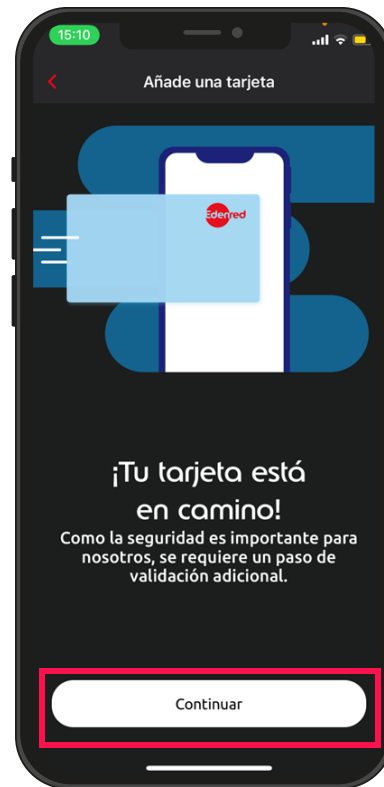 15:10
Añade una tarjeta
Edenred
¡Tu tarjeta está
en camino!
Como la seguridad es importante para
nosotros, se requiere un paso de
validación adicional.
Continuar